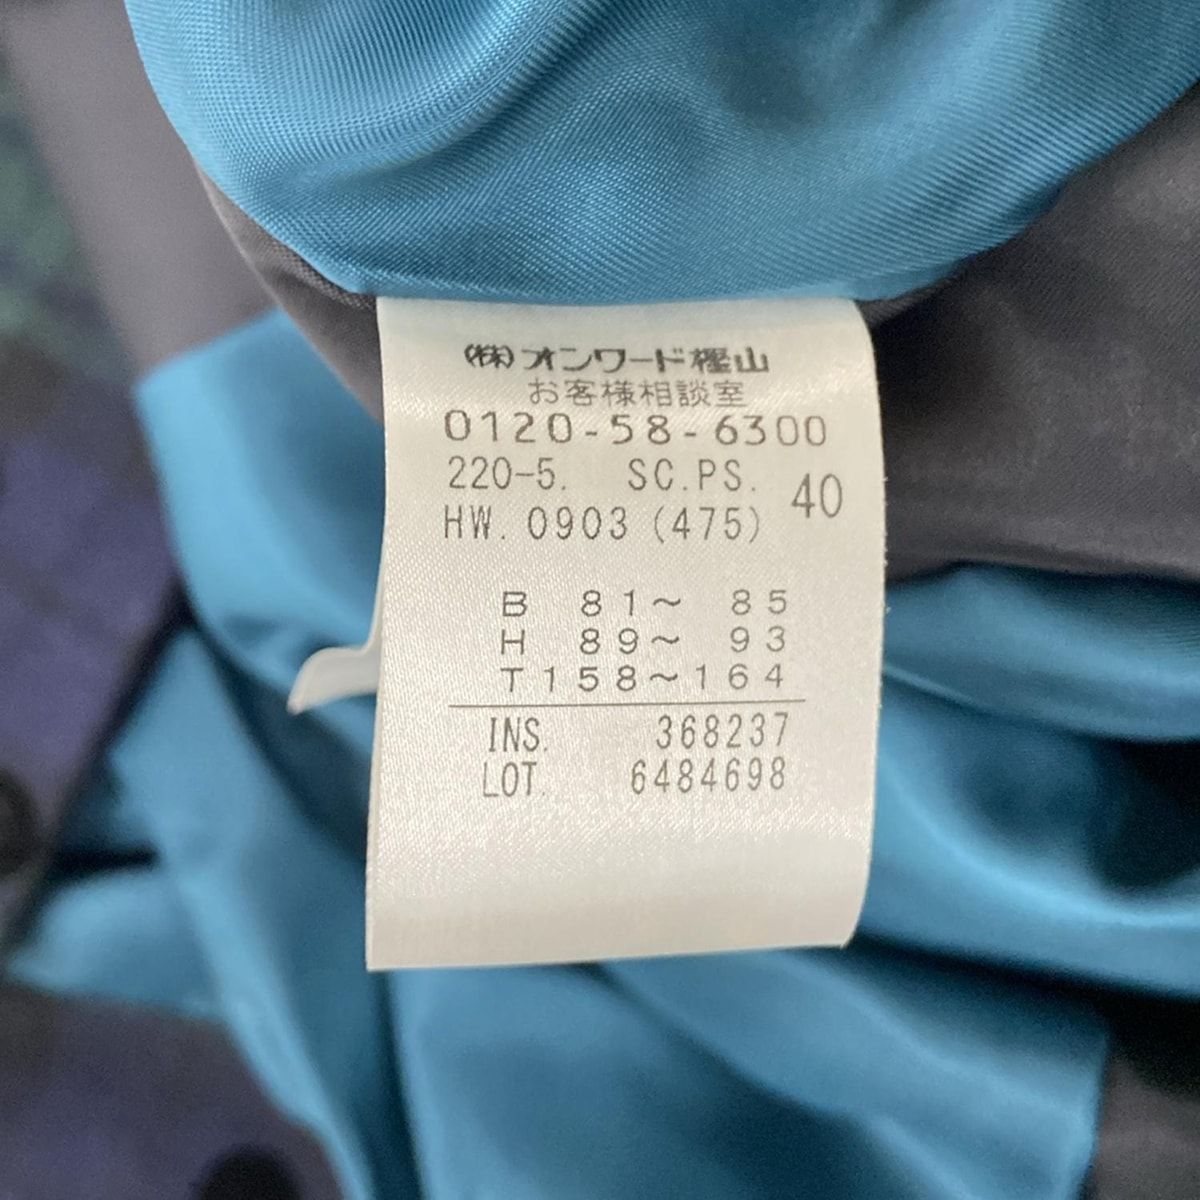 (株)オンワード樫山
お客様相談室
0120-58-6300
220-5. SC.PS. 40
HW. 0903 (475)
B 81〜 85
H 89〜 93
T158〜164
INS. 368237
LOT. 6484698